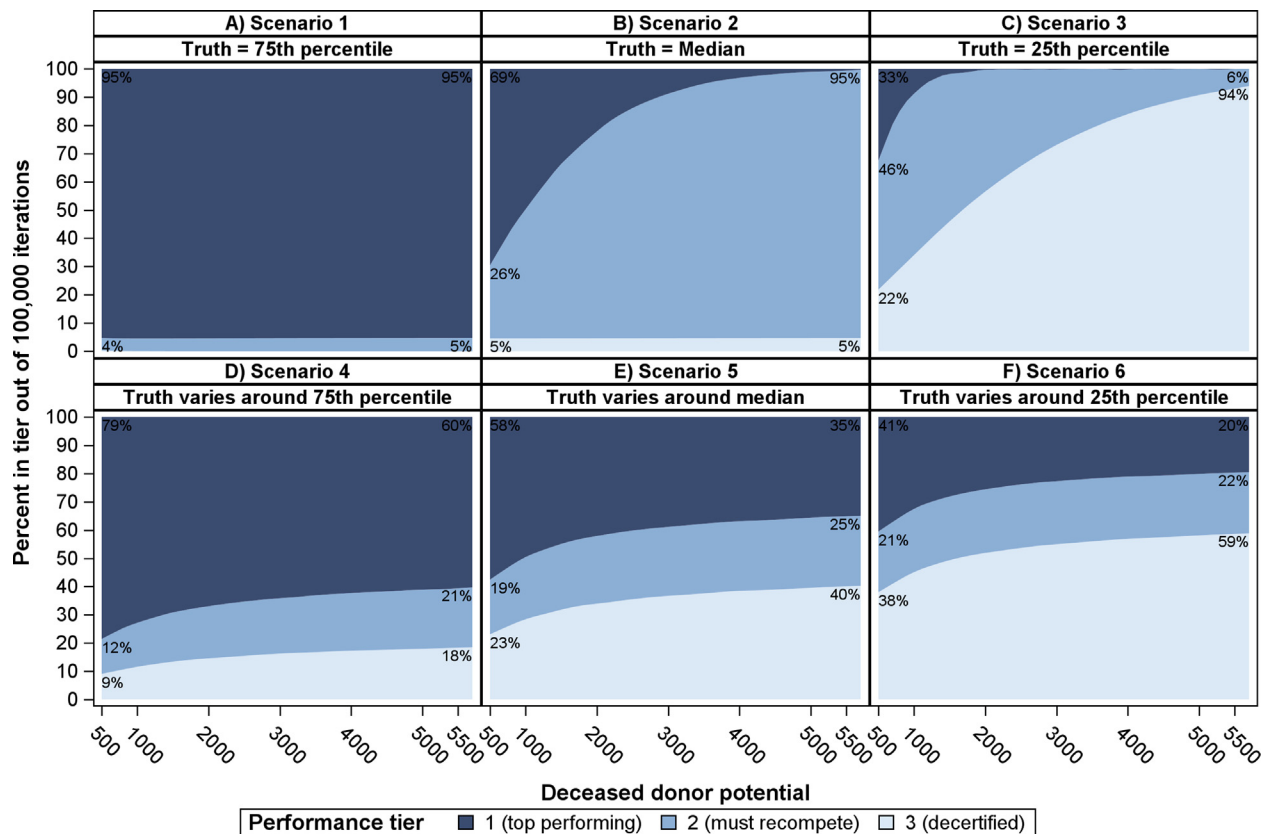 A) Scenario 1
B) Scenario 2
C) Scenario 3
Truth = 75th percentile
Truth = Median
Truth = 25th percentile
Percent in tier out of 100,000 iterations
100
90
80
70
60
50
40
30
20
10
0
95% 95%
4% 5%
69% 95%
26%
5% 5%
33% 6%
94%
46%
22%
D) Scenario 4
E) Scenario 5
F) Scenario 6
Truth varies around 75th percentile
Truth varies around median
Truth varies around 25th percentile
100
90
80
70
60
50
40
30
20
10
0
79% 60%
21%
12%
18%
9%
58% 35%
25%
19%
40%
23%
41% 20%
22%
21%
59%
38%
500 1000 2000 3000 4000 5000 5500
500 1000 2000 3000 4000 5000 5500
500 1000 2000 3000 4000 5000 5500
Deceased donor potential
Performance tier 1 (top performing) 2 (must recompete) 3 (decertified)